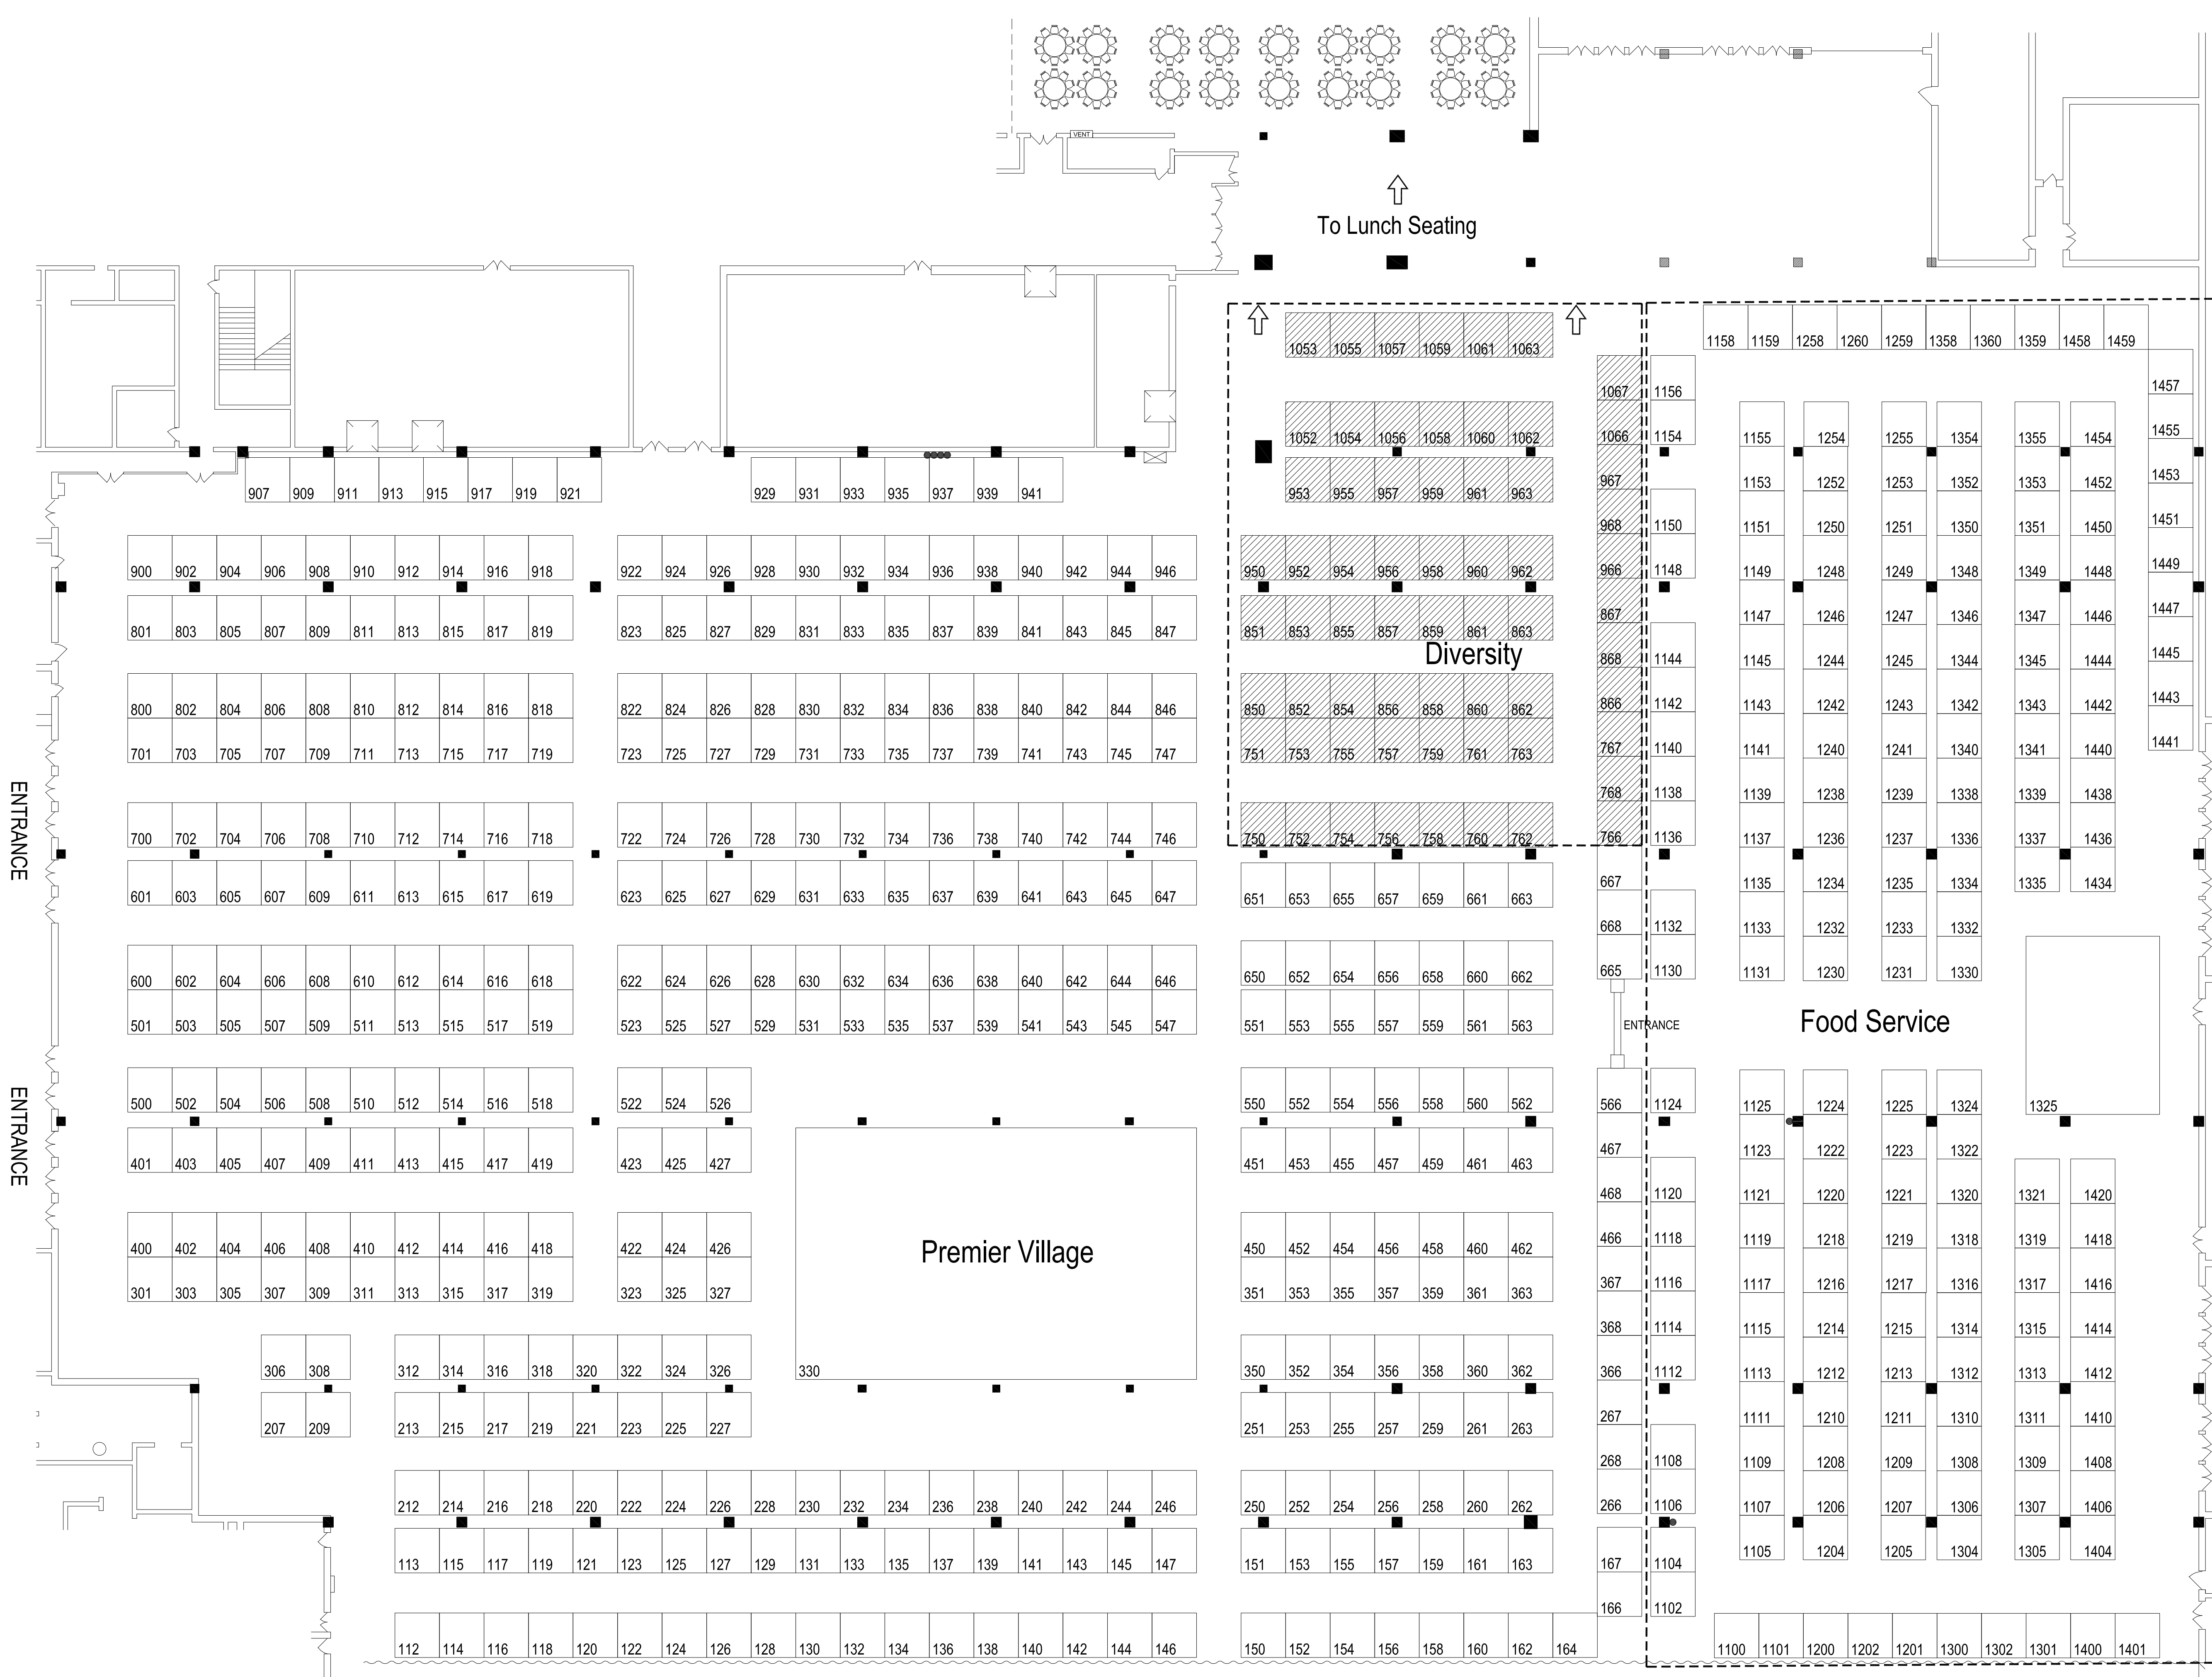 VENT
To Lunch Seating
1053 1055 1057 1059 1061 1063
1158 1159 1258 1260 1259 1358 1360 1359 1458 1459
1067 1156
1457
1052 1054 1056 1058 1060 1062
1066 1154
1155 1254 1255 1354 1355 1454
1455
907 909 911 913 915 917 919 921
929 931 933 935 937 939 941
953 955 957 959 961 963
967
1153 1252 1253 1352 1353 1452
1453
968 1150
1151 1250 1251 1350 1351 1450
1451
900 902 904 906 908 910 912 914 916 918
922 924 926 928 930 932 934 936 938 940 942 944 946
950 952 954 956 958 960 962
966 1148
1149 1248 1249 1348 1349 1448
1449
867
1147 1246 1247 1346 1347 1446
1447
801 803 805 807 809 811 813 815 817 819
823 825 827 829 831 833 835 837 839 841 843 845 847
851 853 855 857 859 861 863
Diversity
868 1144
1145 1244 1245 1344 1345 1444
1445
800 802 804 806 808 810 812 814 816 818
822 824 826 828 830 832 834 836 838 840 842 844 846
850 852 854 856 858 860 862
866 1142
1143 1242 1243 1342 1343 1442
1443
701 703 705 707 709 711 713 715 717 719
723 725 727 729 731 733 735 737 739 741 743 745 747
751 753 755 757 759 761 763
767 1140
1141 1240 1241 1340 1341 1440
1441
768 1138
1139 1238 1239 1338 1339 1438
ENTRANCE
700 702 704 706 708 710 712 714 716 718
722 724 726 728 730 732 734 736 738 740 742 744 746
750 752 754 756 758 760 762
766 1136
1137 1236 1237 1336 1337 1436
601 603 605 607 609 611 613 615 617 619
623 625 627 629 631 633 635 637 639 641 643 645 647
651 653 655 657 659 661 663
667
1135 1234 1235 1334 1335 1434
668 1132
1133 1232 1233 1332
600 602 604 606 608 610 612 614 616 618
622 624 626 628 630 632 634 636 638 640 642 644 646
650 652 654 656 658 660 662
665 1130
1131 1230 1231 1330
501 503 505 507 509 511 513 515 517 519
523 525 527 529 531 533 535 537 539 541 543 545 547
551 553 555 557 559 561 563
ENTRANCE
Food Service
500 502 504 506 508 510 512 514 516 518
522 524 526
550 552 554 556 558 560 562
566 1124
1125 1224 1225 1324
1325
ENTRANCE
401 403 405 407 409 411 413 415 417 419
423 425 427
451 453 455 457 459 461 463
467
1123 1222 1223 1322
468 1120
1121 1220 1221 1320 1321 1420
400 402 404 406 408 410 412 414 416 418
422 424 426
Premier Village
450 452 454 456 458 460 462
466 1118
1119 1218 1219 1318 1319 1418
301 303 305 307 309 311 313 315 317 319
323 325 327
351 353 355 357 359 361 363
367 1116
1117 1216 1217 1316 1317 1416
368 1114
1115 1214 1215 1314 1315 1414
306 308
312 314 316 318 320 322 324 326
330
350 352 354 356 358 360 362
366 1112
1113 1212 1213 1312 1313 1412
207 209
213 215 217 219 221 223 225 227
251 253 255 257 259 261 263
267
1111 1210 1211 1310 1311 1410
268 1108
1109 1208 1209 1308 1309 1408
212 214 216 218 220 222 224 226 228 230 232 234 236 238 240 242 244 246
250 252 254 256 258 260 262
266 1106
1107 1206 1207 1306 1307 1406
113 115 117 119 121 123 125 127 129 131 133 135 137 139 141 143 145 147
151 153 155 157 159 161 163
167 1104
1105 1204 1205 1304 1305 1404
166 1102
112 114 116 118 120 122 124 126 128 130 132 134 136 138 140 142 144 146
150 152 154 156 158 160 162 164
1100 1101 1200 1202 1201 1300 1302 1301 1400 1401